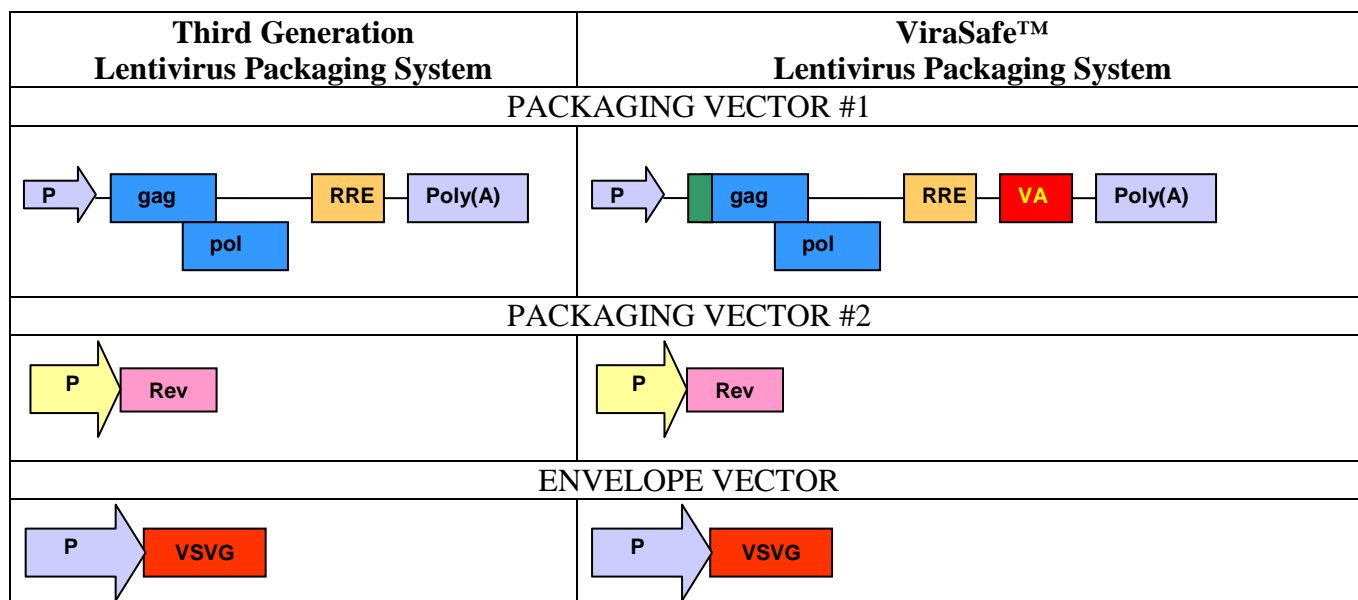 Third Generation
Lentivirus Packaging System
ViraSafe™
Lentivirus Packaging System
PACKAGING VECTOR #1
P gag RRE Poly(A)
pol
P gag RRE VA Poly(A)
pol
PACKAGING VECTOR #2
P Rev
P Rev
ENVELOPE VECTOR
P VSVG
P VSVG